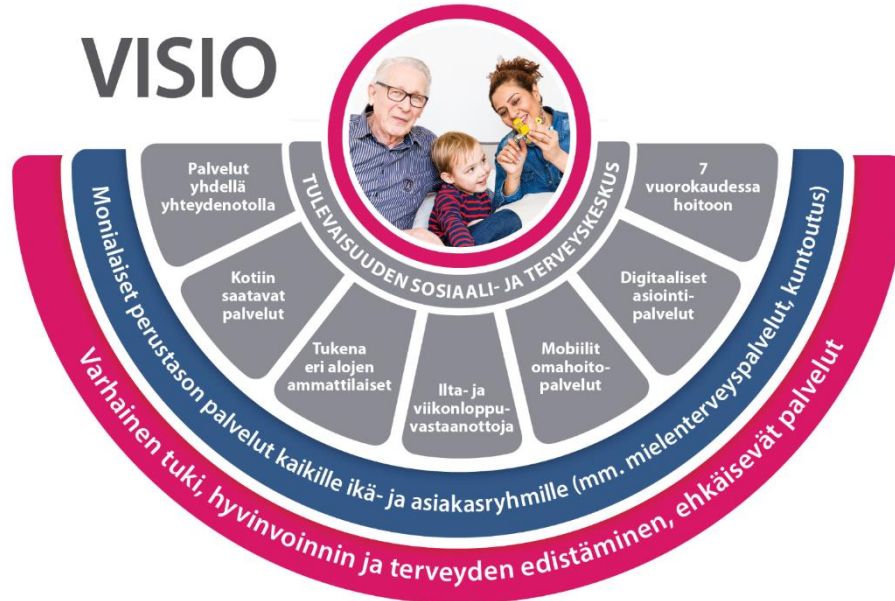 VISIO
TULEVAISUUDEN SOSIAALI- JA TERVEYSKESKUS
Palvelut
yhdellä
yhteydenotolla
Kotiin
saatavat
palvelut
Tukena
eri alojen
ammattilaiset
Ilta- ja
viikonloppu-
vastaanottoja
Mobiilit
omahoito-
palvelut
Digitaaliset
asiointi-
palvelut
7
vuorokaudessa
hoitoon
Monialaiset perustason palvelut kaikille ikä- ja asiakasryhmille (mm. mielenterveyspalvelut, kuntoutus)
Varhainen tuki, hyvinvoinnin ja terveyden edistäminen, ehkäisevät palvelut